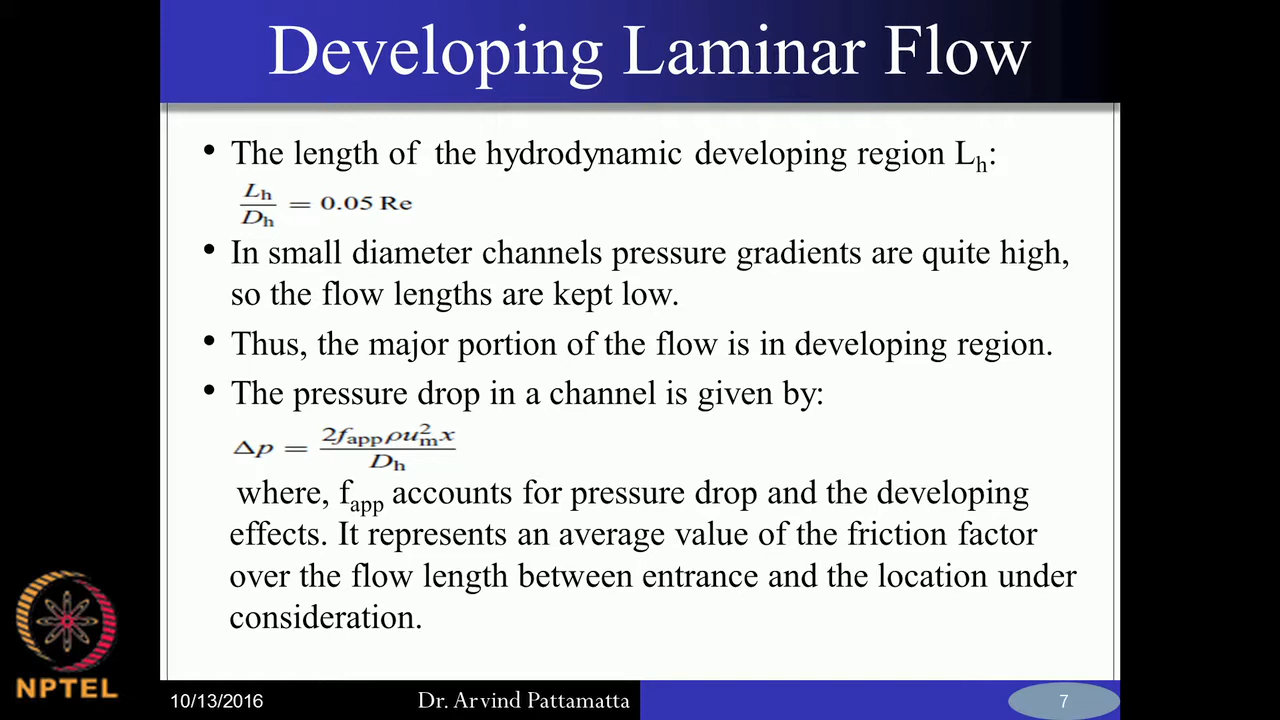 Developing Laminar Flow
• The length of the hydrodynamic developing region Lh:
Lh/Dh = 0.05 Re
• In small diameter channels pressure gradients are quite high,
so the flow lengths are kept low.
• Thus, the major portion of the flow is in developing region.
• The pressure drop in a channel is given by:
Δp = 2fappρum²x/Dh
where, fapp accounts for pressure drop and the developing
effects. It represents an average value of the friction factor
over the flow length between entrance and the location under
consideration.
NPTEL
10/13/2016 Dr. Arvind Pattamatta 7